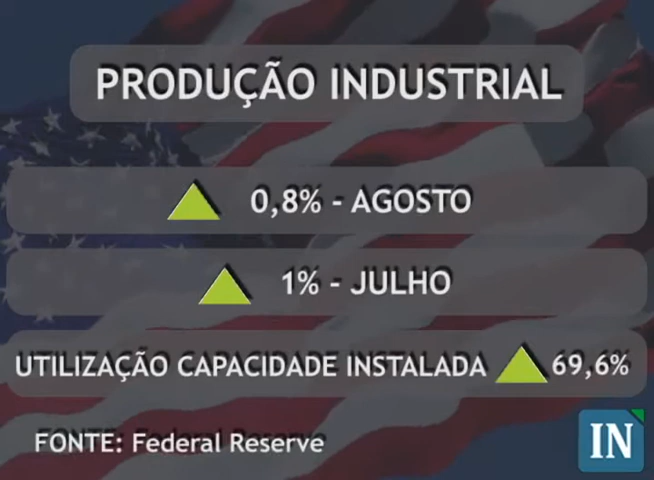 PRODUÇÃO INDUSTRIAL
0,8% - AGOSTO
1% - JULHO
UTILIZAÇÃO CAPACIDADE INSTALADA 69,6%
FONTE: Federal Reserve
IN